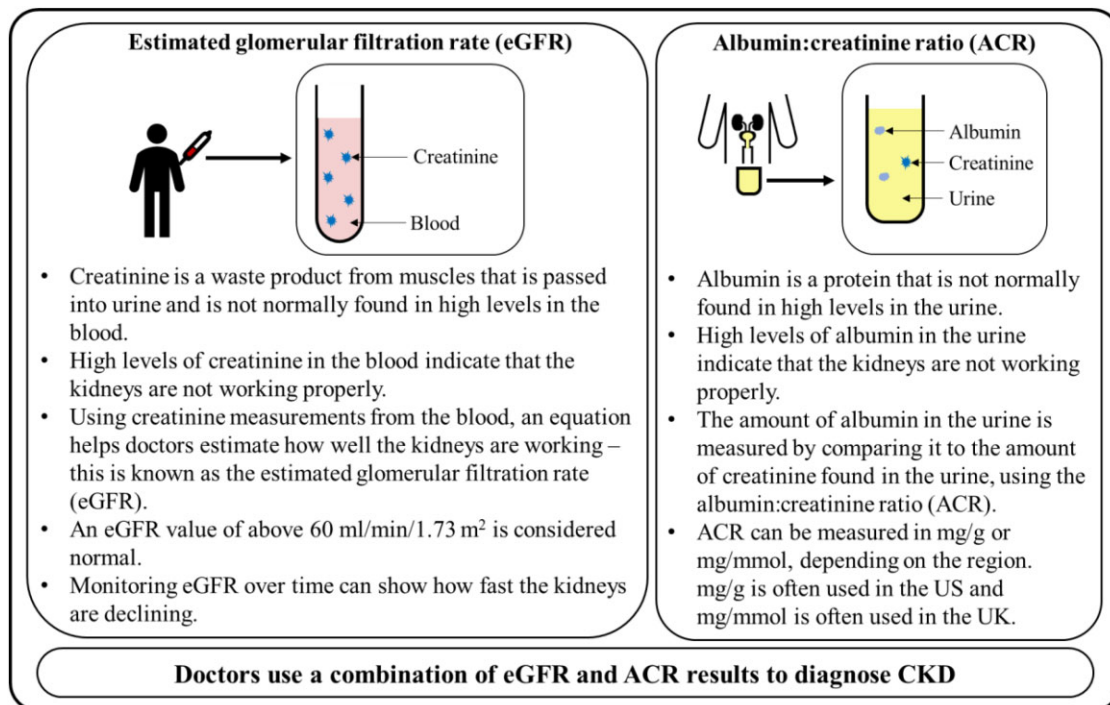 Estimated glomerular filtration rate (eGFR)
Creatinine
Blood
• Creatinine is a waste product from muscles that is passed
into urine and is not normally found in high levels in the
blood.
• High levels of creatinine in the blood indicate that the
kidneys are not working properly.
• Using creatinine measurements from the blood, an equation
helps doctors estimate how well the kidneys are working –
this is known as the estimated glomerular filtration rate
(eGFR).
• An eGFR value of above 60 ml/min/1.73 m² is considered
normal.
• Monitoring eGFR over time can show how fast the kidneys
are declining.
Albumin:creatinine ratio (ACR)
Albumin
Creatinine
Urine
• Albumin is a protein that is not normally
found in high levels in the urine.
• High levels of albumin in the urine
indicate that the kidneys are not working
properly.
• The amount of albumin in the urine is
measured by comparing it to the amount
of creatinine found in the urine, using the
albumin:creatinine ratio (ACR).
• ACR can be measured in mg/g or
mg/mmol, depending on the region.
mg/g is often used in the US and
mg/mmol is often used in the UK.
Doctors use a combination of eGFR and ACR results to diagnose CKD